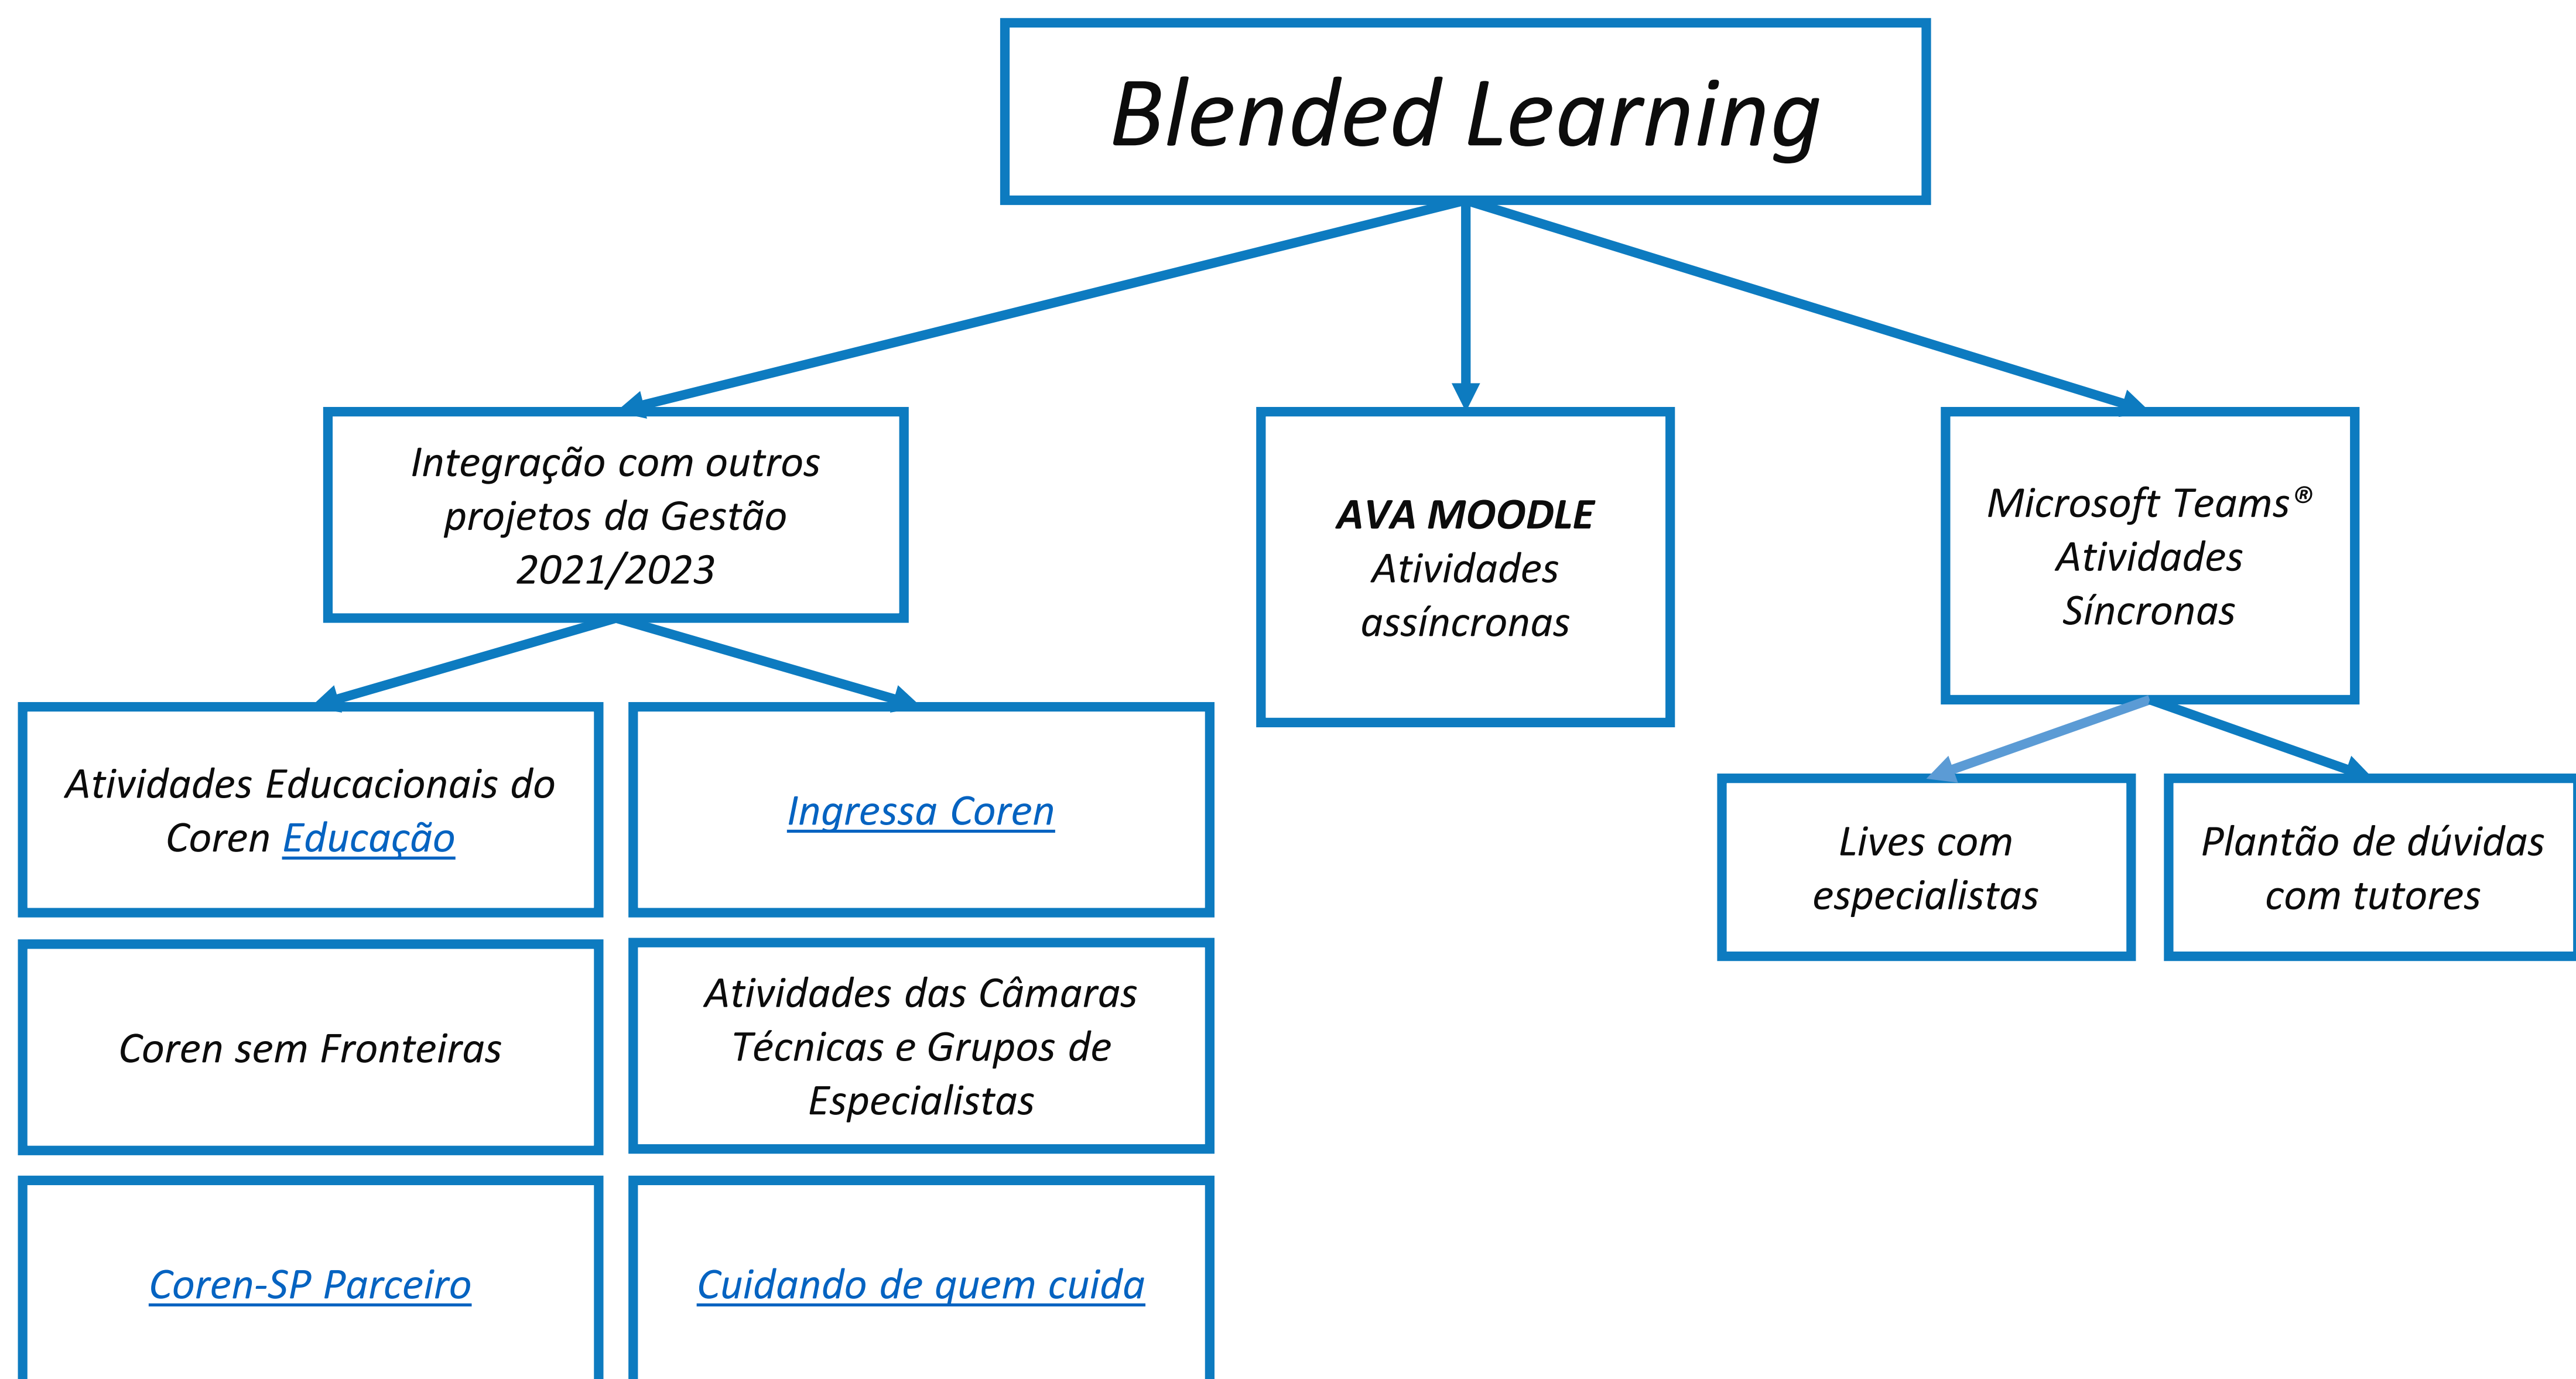 Blended Learning
Integração com outros
projetos da Gestão
2021/2023
AVA MOODLE
Atividades
assíncronas
Microsoft Teams®
Atividades
Síncronas
Atividades Educacionais do
Coren Educação
Ingressa Coren
Lives com
especialistas
Plantão de dúvidas
com tutores
Coren sem Fronteiras
Atividades das Câmaras
Técnicas e Grupos de
Especialistas
Coren-SP Parceiro
Cuidando de quem cuida